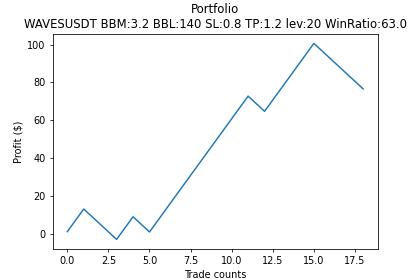 Portfolio
WAVESUSDT BBM:3.2 BBL:140 SL:0.8 TP:1.2 lev:20 WinRatio:63.0
100
80
60
40
20
0
Profit ($)
0.0 2.5 5.0 7.5 10.0 12.5 15.0 17.5
Trade counts